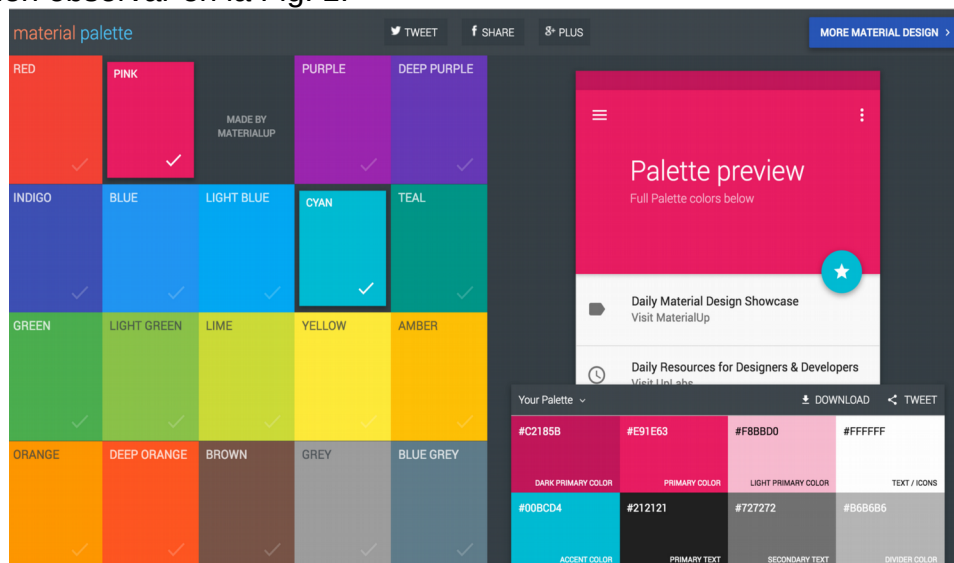 material palette
TWEET
SHARE
PLUS
MORE MATERIAL DESIGN
RED
PINK
MADE BY
MATERIALUP
PURPLE
DEEP PURPLE
INDIGO
BLUE
LIGHT BLUE
CYAN
TEAL
GREEN
LIGHT GREEN
LIME
YELLOW
AMBER
ORANGE
DEEP ORANGE
BROWN
GREY
BLUE GREY
Palette preview
Full Palette colors below
Daily Material Design Showcase
Visit MaterialUp
Daily Resources for Designers & Developers
Visit UpLabs
Your Palette
DOWNLOAD
TWEET
#C2185B
DARK PRIMARY COLOR
#E91E63
PRIMARY COLOR
#F8BBD0
LIGHT PRIMARY COLOR
#FFFFFF
TEXT / ICONS
#00BCD4
ACCENT COLOR
#212121
PRIMARY TEXT
#727272
SECONDARY TEXT
#B6B6B6
DIVIDER COLOR